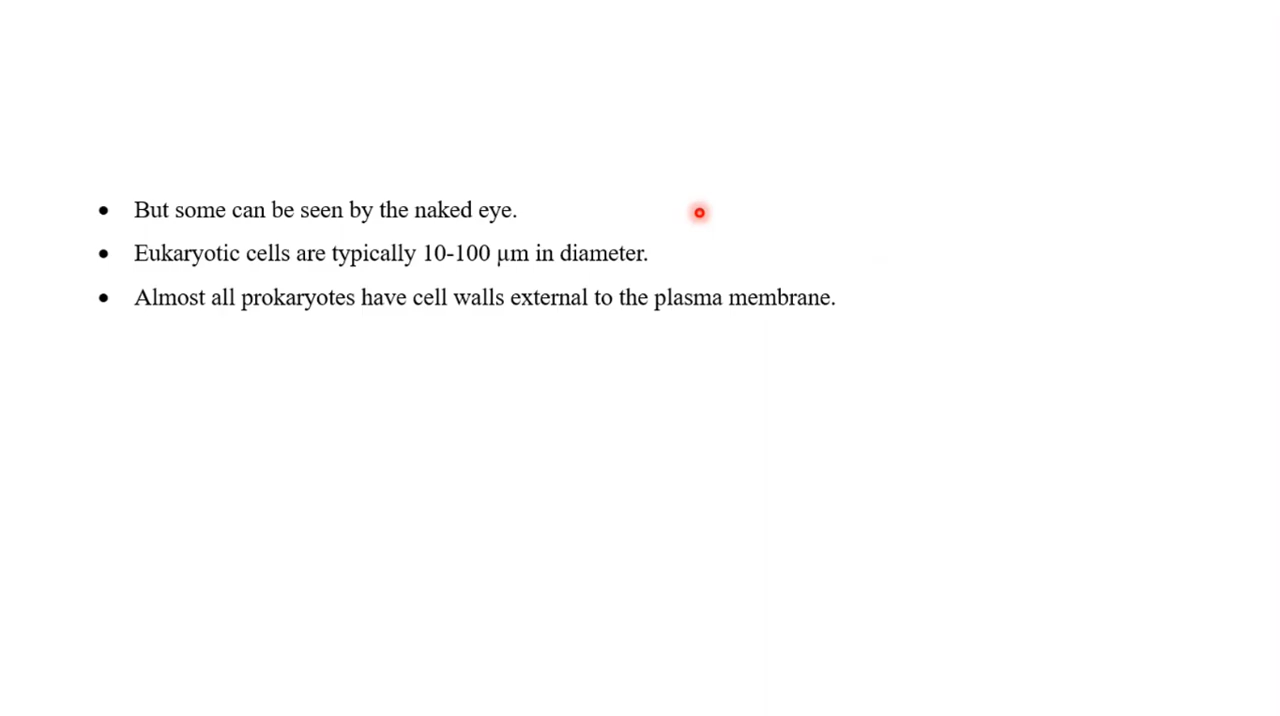 • But some can be seen by the naked eye.
• Eukaryotic cells are typically 10-100 µm in diameter.
• Almost all prokaryotes have cell walls external to the plasma membrane.